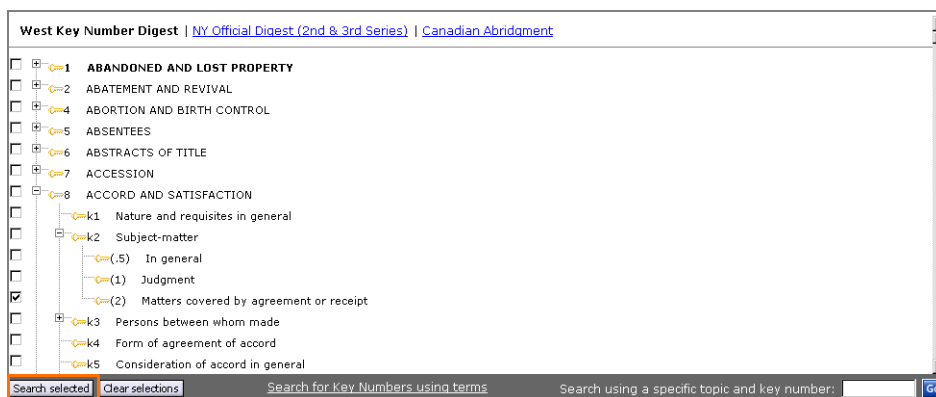 West Key Number Digest | NY Official Digest (2nd & 3rd Series) | Canadian Abridgment
1 ABANDONED AND LOST PROPERTY
2 ABATEMENT AND REVIVAL
4 ABORTION AND BIRTH CONTROL
5 ABSENTEES
6 ABSTRACTS OF TITLE
7 ACCESSION
8 ACCORD AND SATISFACTION
k1 Nature and requisites in general
k2 Subject-matter
(.5) In general
(1) Judgment
(2) Matters covered by agreement or receipt
k3 Persons between whom made
k4 Form of agreement of accord
k5 Consideration of accord in general
Search selected Clear selections Search for Key Numbers using terms Search using a specific topic and key number: Go